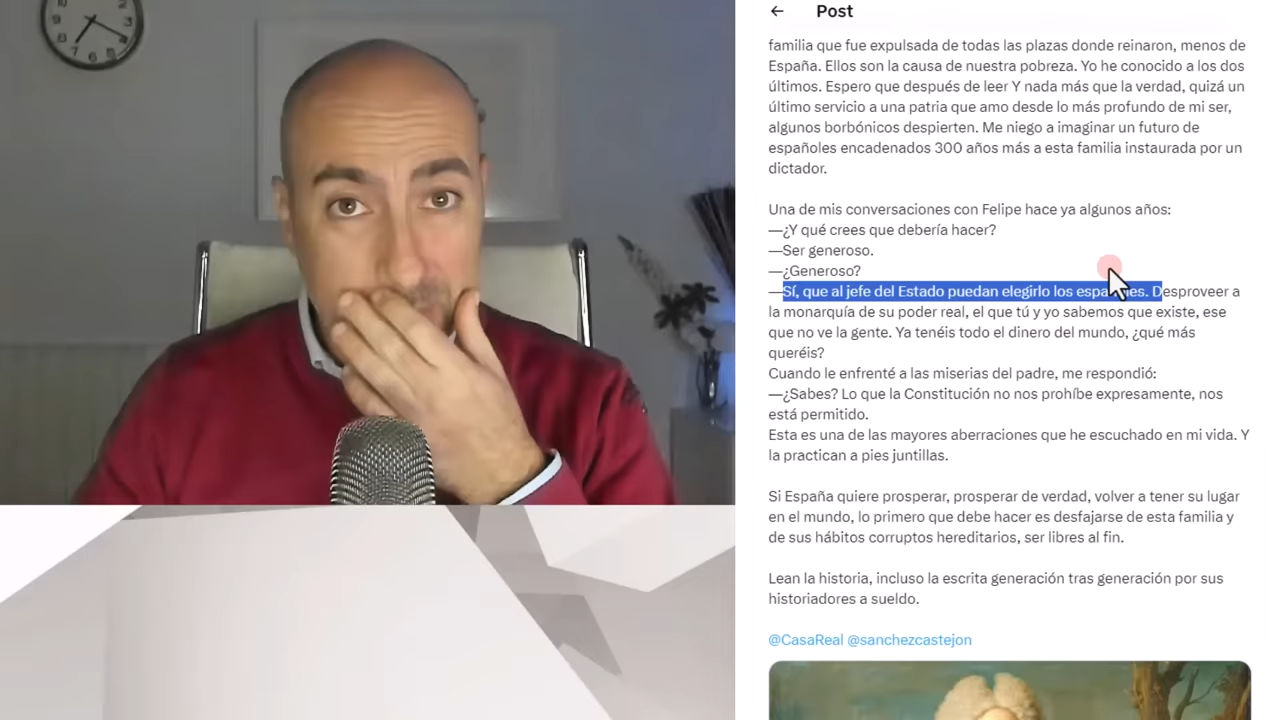 Post
familia que fue expulsada de todas las plazas donde reinaron, menos de
España. Ellos son la causa de nuestra pobreza. Yo he conocido a los dos
últimos. Espero que después de leer Y nada más que la verdad, quizá un
último servicio a una patria que amo desde lo más profundo de mi ser,
algunos borbónicos despierten. Me niego a imaginar un futuro de
españoles encadenados 300 años más a esta familia instaurada por un
dictador.
Una de mis conversaciones con Felipe hace ya algunos años:
—¿Y qué crees que debería hacer?
—Ser generoso.
—¿Generoso?
—Sí, que al jefe del Estado puedan elegirlo los españoles. Desproveer a
la monarquía de su poder real, el que tú y yo sabemos que existe, ese
que no ve la gente. Ya tenéis todo el dinero del mundo, ¿qué más
queréis?
Cuando le enfrenté a las miserias del padre, me respondió:
—¿Sabes? Lo que la Constitución no nos prohíbe expresamente, nos
está permitido.
Esta es una de las mayores aberraciones que he escuchado en mi vida. Y
la practican a pies juntillas.
Si España quiere prosperar, prosperar de verdad, volver a tener su lugar
en el mundo, lo primero que debe hacer es desfajarse de esta familia y
de sus hábitos corruptos hereditarios, ser libres al fin.
Lean la historia, incluso la escrita generación tras generación por sus
historiadores a sueldo.
@CasaReal @sanchezcastejon